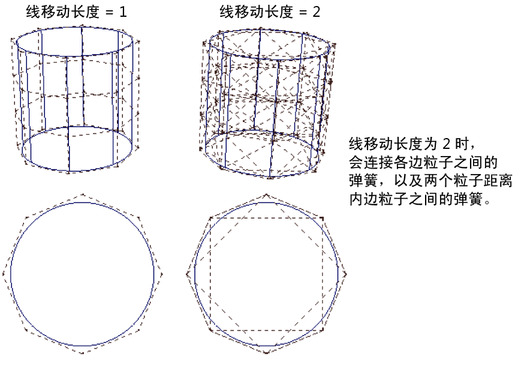 线移动长度 = 1
线移动长度 = 2
线移动长度为 2 时，
会连接各边粒子之间的
弹簧，以及两个粒子距离
内边粒子之间的弹簧。